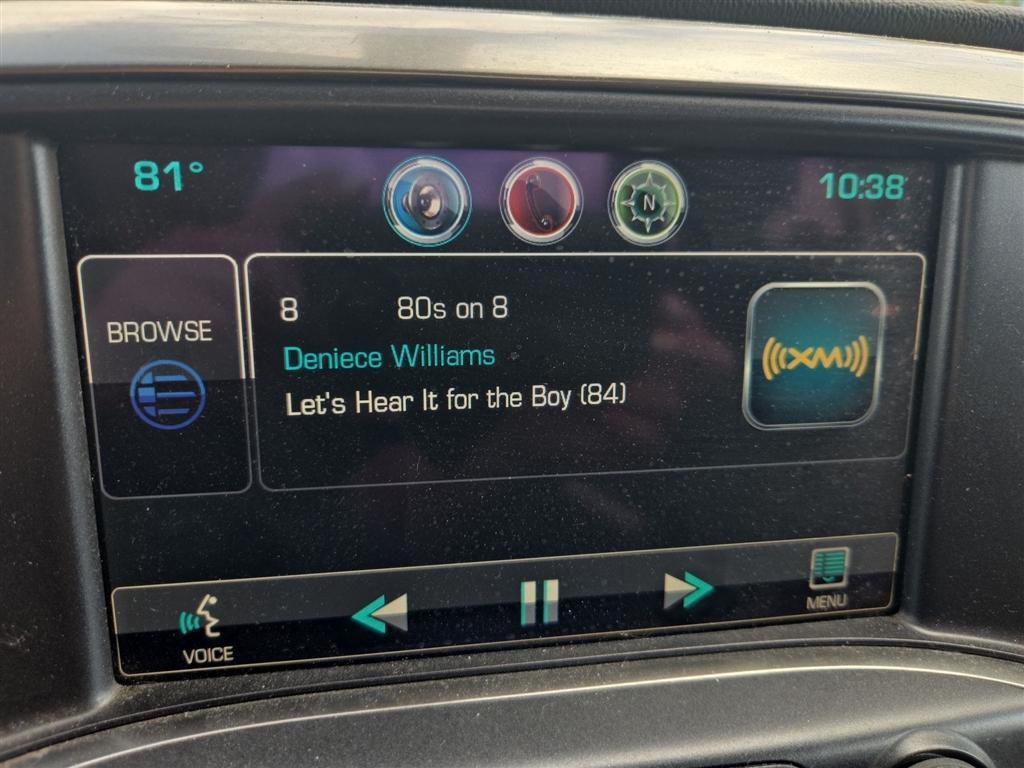 81°
N
10:38
BROWSE
8 80s on 8
Deniece Williams
Let's Hear It for the Boy (84)
XM
VOICE
MENU